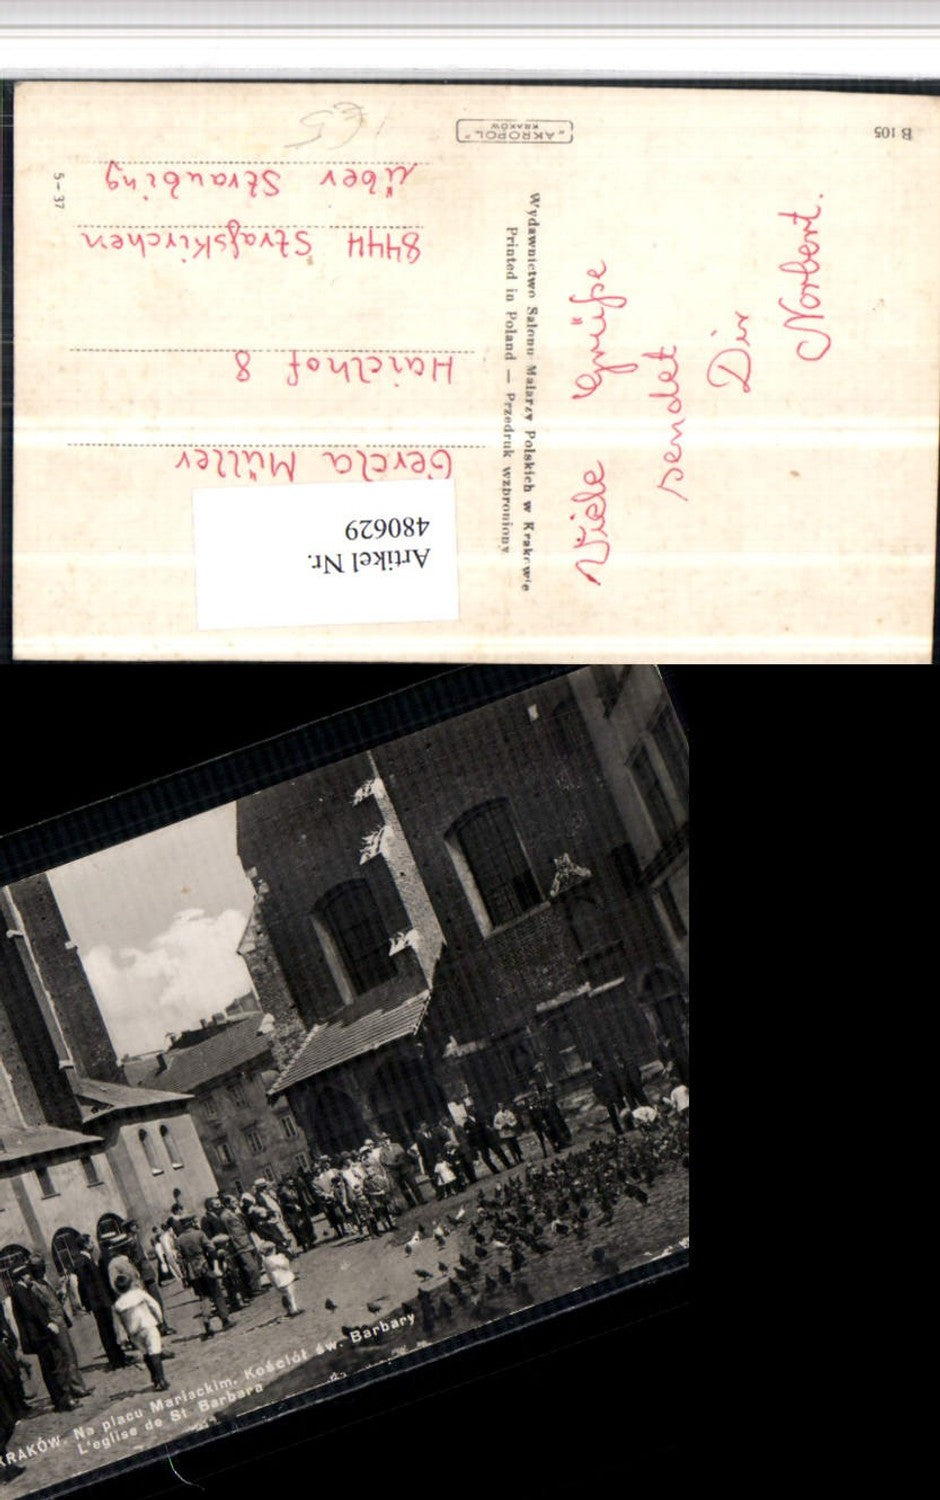 B 105
"AKROPOL"
KRAKÓW
Viele Grüße
sendet
Dir
Norbert.
Wydawnictwo Salonu Malarzy Polskich w Krakowie
Printed in Poland — Przedruk wzbroniony
Artikel Nr.
480629
Gerda Müller
Haidhof 8
8444 Straßkirchen
über Straubing
5-37
€5
KRAKÓW. Na placu Marjackim. Kościół św. Barbary
L'eglise de St. Barbara